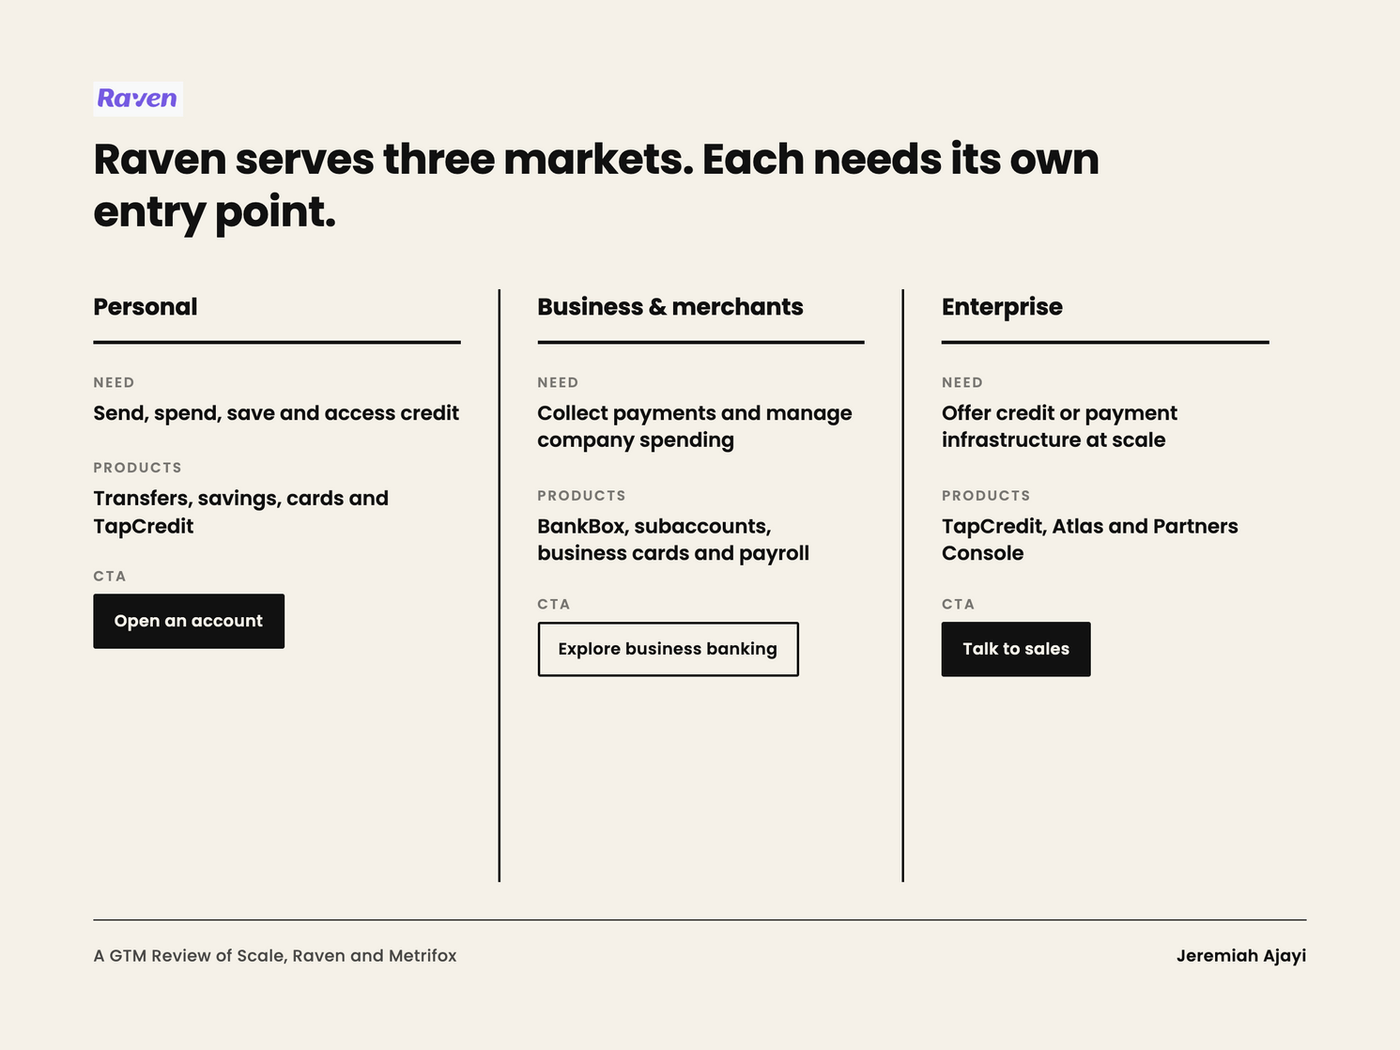 Raven
Raven serves three markets. Each needs its own
entry point.
Personal
NEED
Send, spend, save and access credit
PRODUCTS
Transfers, savings, cards and
TapCredit
CTA
Open an account
Business & merchants
NEED
Collect payments and manage
company spending
PRODUCTS
BankBox, subaccounts,
business cards and payroll
CTA
Explore business banking
Enterprise
NEED
Offer credit or payment
infrastructure at scale
PRODUCTS
TapCredit, Atlas and Partners
Console
CTA
Talk to sales
A GTM Review of Scale, Raven and Metrifox
Jeremiah Ajayi